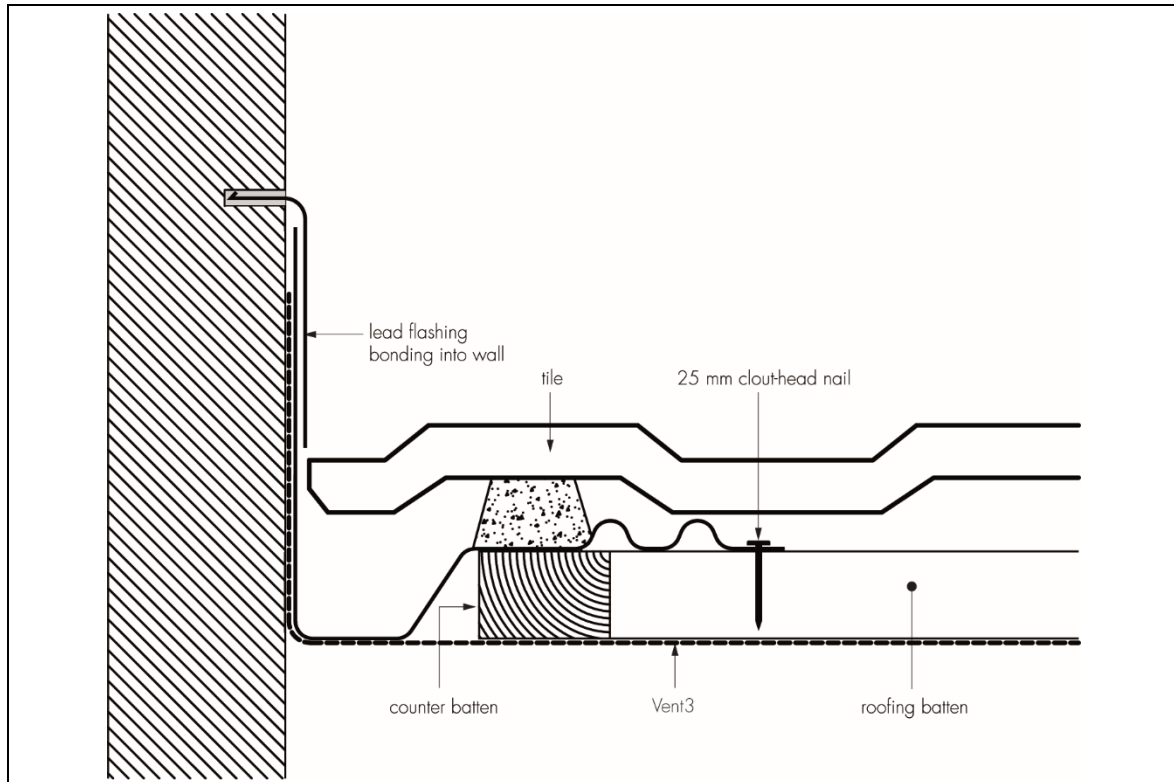 lead flashing
bonding into wall
tile
25 mm clout-head nail
counter batten
Vent3
roofing batten